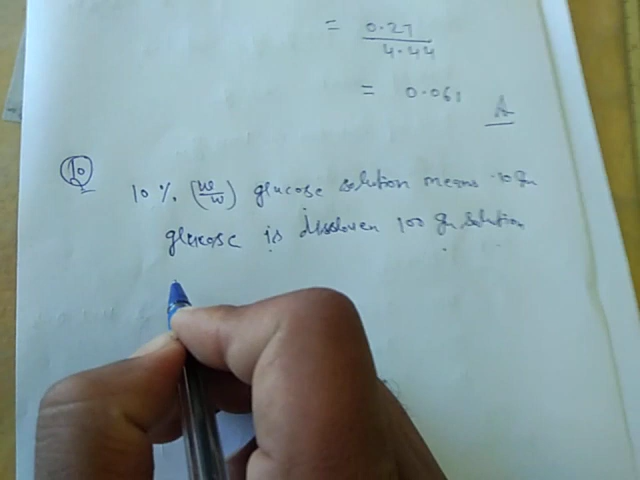 = 0.27
4.44
= 0.061 A
10
10 %. (w/w) glucose solution means 10 gm
glucose is dissolven 100 gm solution